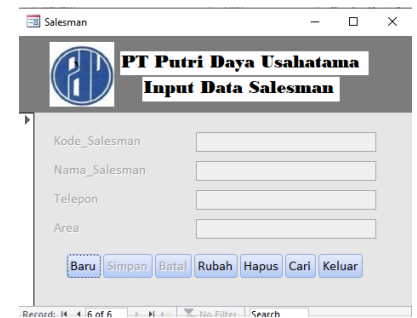 Salesman
PT Putri Daya Usahatama
Input Data Salesman
Kode_Salesman
Nama_Salesman
Telepon
Area
Baru Simpan Batal Rubah Hapus Cari Keluar
Record: 6 of 6 No Filter Search